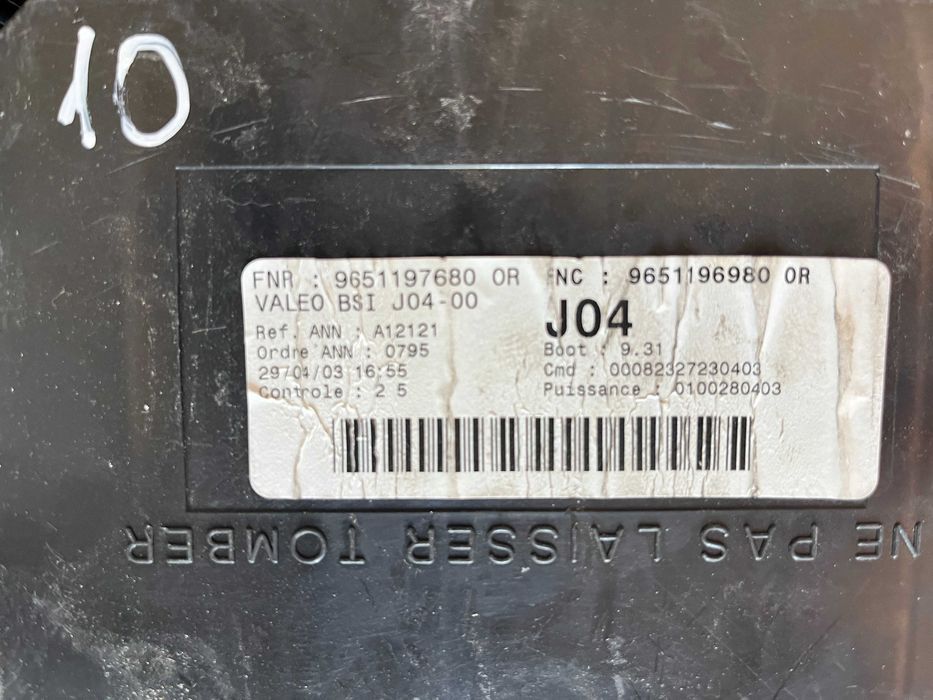 10
FNR : 9651197680 0R FNC : 9651196980 0R
VALEO BSI J04-00
J04
Ref. ANN : A12121
Ordre ANN : 0795 Boot : 9.31
29/04/03 16:55 Cmd : 00082327230403
Controle : 2 5 Puissance : 0100280403
NE PAS LAISSER TOMBER